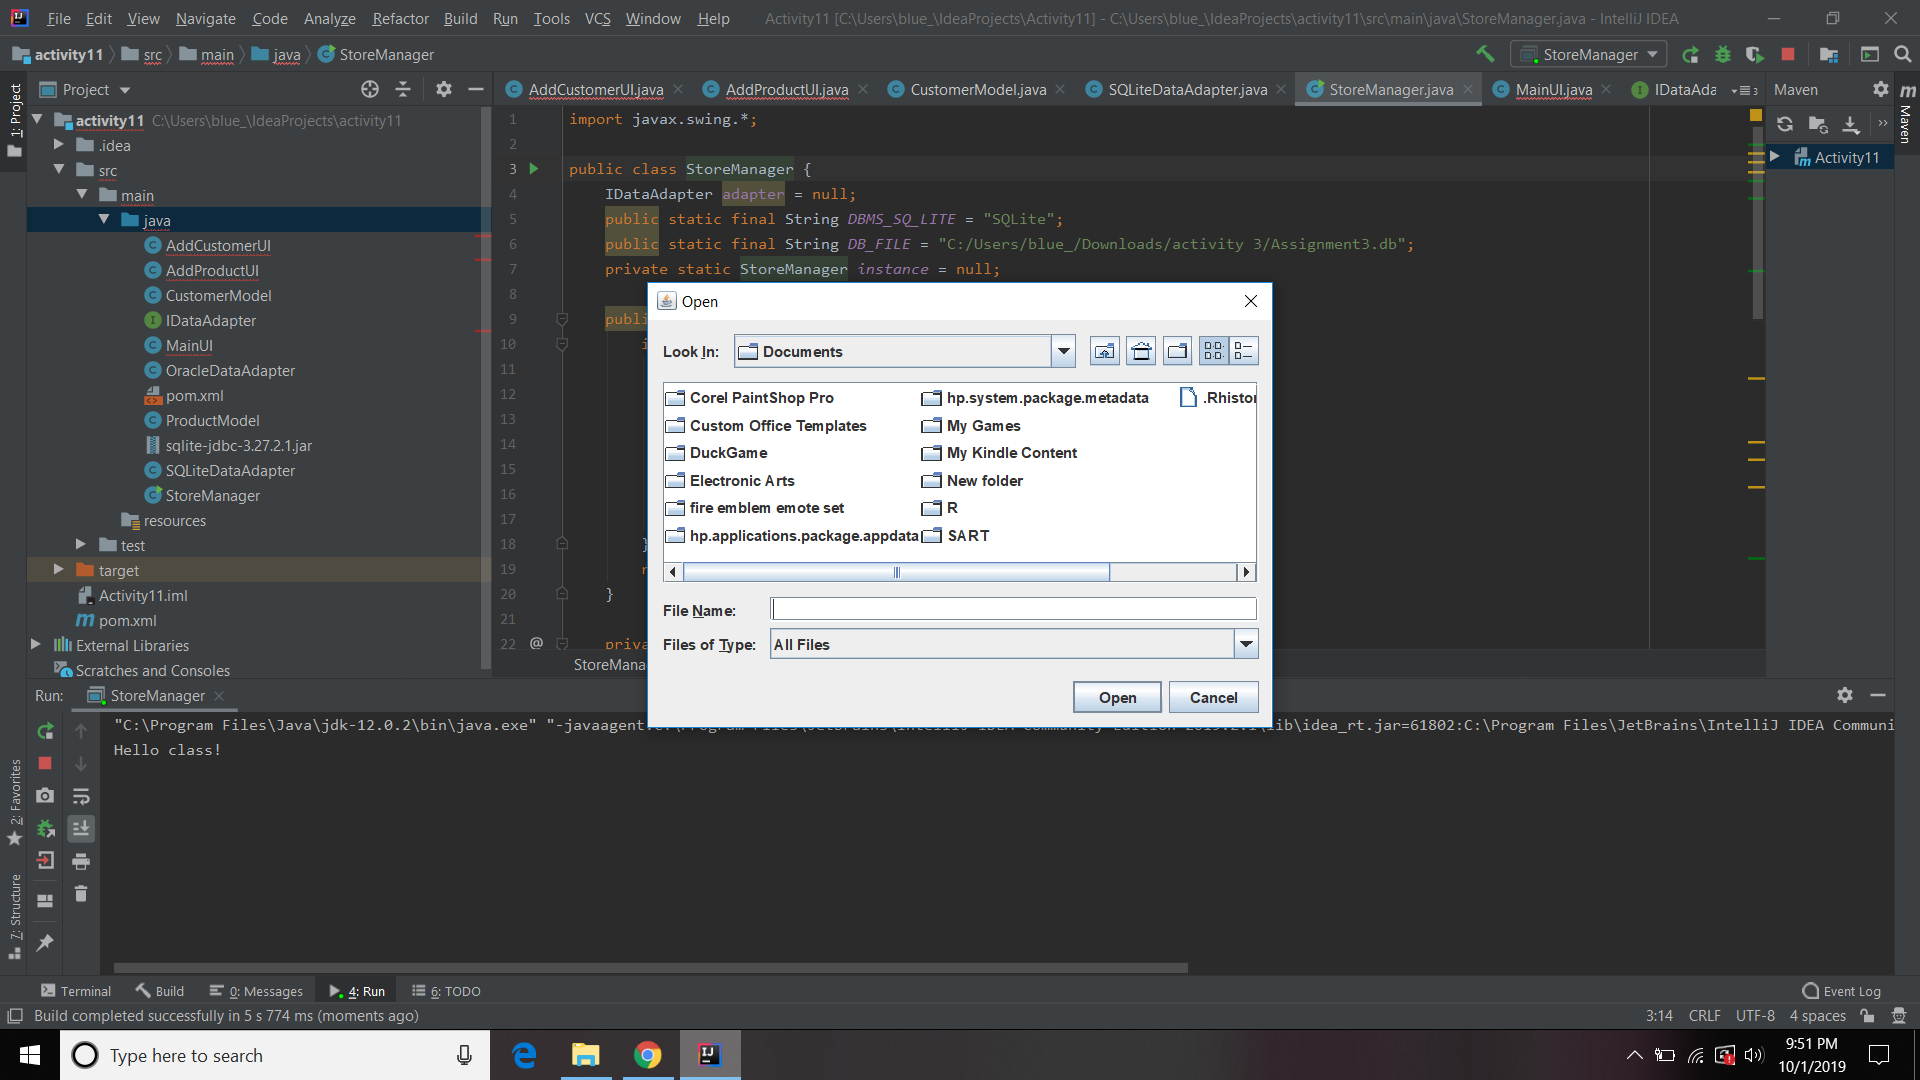 File Edit View Navigate Code Analyze Refactor Build Run Tools VCS Window Help Activity11 [C:\Users\blue_\IdeaProjects\Activity11] - C:\Users\blue_\IdeaProjects\activity11\src\main\java\StoreManager.java - IntelliJ IDEA
activity11 src main java StoreManager
StoreManager
1: Project
Project
AddCustomerUI.java AddProductUI.java CustomerModel.java SQLiteDataAdapter.java StoreManager.java MainUI.java IDataAda
Maven
Maven
Activity11
activity11 C:\Users\blue_\IdeaProjects\activity11
.idea
src
main
java
AddCustomerUI
AddProductUI
CustomerModel
IDataAdapter
MainUI
OracleDataAdapter
pom.xml
ProductModel
sqlite-jdbc-3.27.2.1.jar
SQLiteDataAdapter
StoreManager
resources
test
target
Activity11.iml
pom.xml
External Libraries
Scratches and Consoles
1 import javax.swing.*;
2
3 public class StoreManager {
4 IDataAdapter adapter = null;
5 public static final String DBMS_SQ_LITE = "SQLite";
6 public static final String DB_FILE = "C:/Users/blue_/Downloads/activity 3/Assignment3.db";
7 private static StoreManager instance = null;
8
9 publi
10 i
11
12
13
14
15
16
17
18 }
19 r
20 }
21
22 @ priva
StoreMana
Open
Look In: Documents
Corel PaintShop Pro
Custom Office Templates
DuckGame
Electronic Arts
fire emblem emote set
hp.applications.package.appdata
hp.system.package.metadata
My Games
My Kindle Content
New folder
R
SART
.Rhistor
File Name:
Files of Type: All Files
Open Cancel
Run: StoreManager
"C:\Program Files\Java\jdk-12.0.2\bin\java.exe" "-javaagent:C:\Program Files\JetBrains\IntelliJ IDEA Community Edition 2019.2.1\lib\idea_rt.jar=61802:C:\Program Files\JetBrains\IntelliJ IDEA Communi
Hello class!
2: Favorites
7: Structure
Terminal Build 0: Messages 4: Run 6: TODO Event Log
Build completed successfully in 5 s 774 ms (moments ago) 3:14 CRLF UTF-8 4 spaces
Type here to search
9:51 PM
10/1/2019